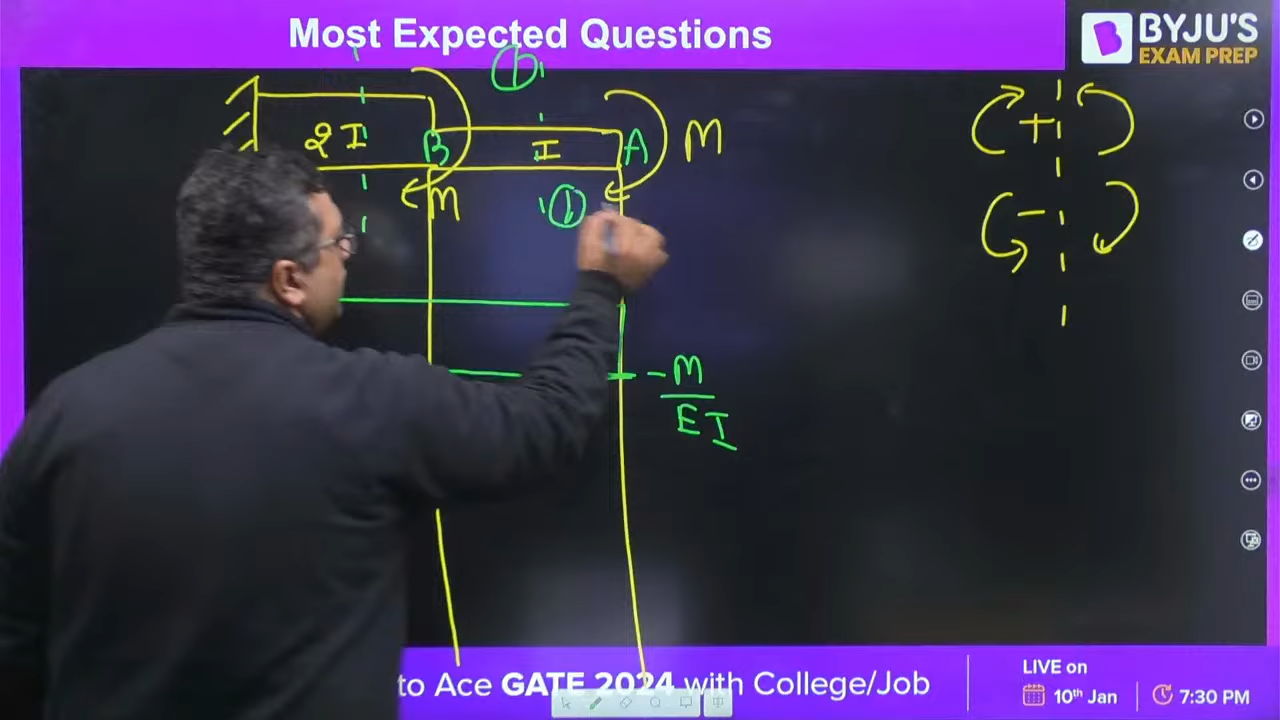 Most Expected Questions
BYJU'S
EXAM PREP
1
2I
B
I
A
M
M
1
+
-
-M
EI
to Ace GATE 2024 with College/Job
LIVE on
10th Jan
7:30 PM